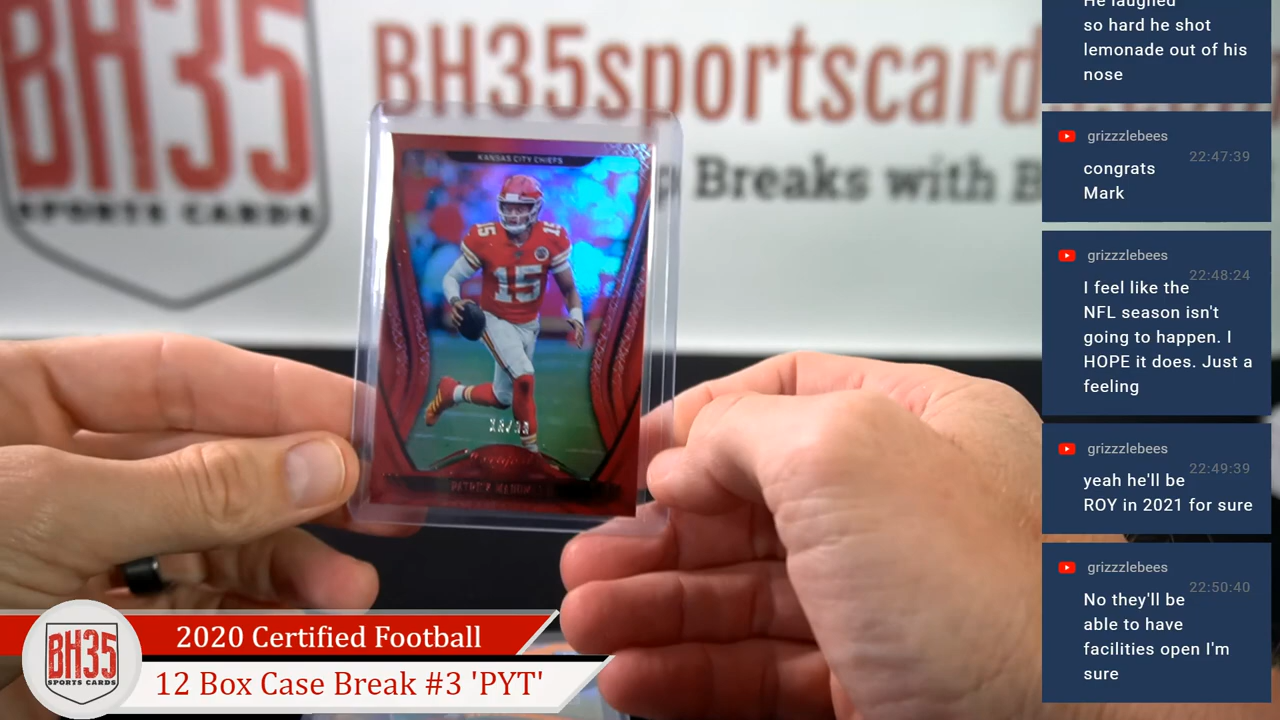 BH35
SPORTS CARDS
BH35sportscard
Breaks with B
KANSAS CITY CHIEFS
15
15
15
PATRICK
BH35
SPORTS CARDS
2020 Certified Football
12 Box Case Break #3 'PYT'
He laughed
so hard he shot
lemonade out of his
nose
grizzzlebees
22:47:39
congrats
Mark
grizzzlebees
22:48:24
I feel like the
NFL season isn't
going to happen. I
HOPE it does. Just a
feeling
grizzzlebees
22:49:39
yeah he'll be
ROY in 2021 for sure
grizzzlebees
22:50:40
No they'll be
able to have
facilities open I'm
sure